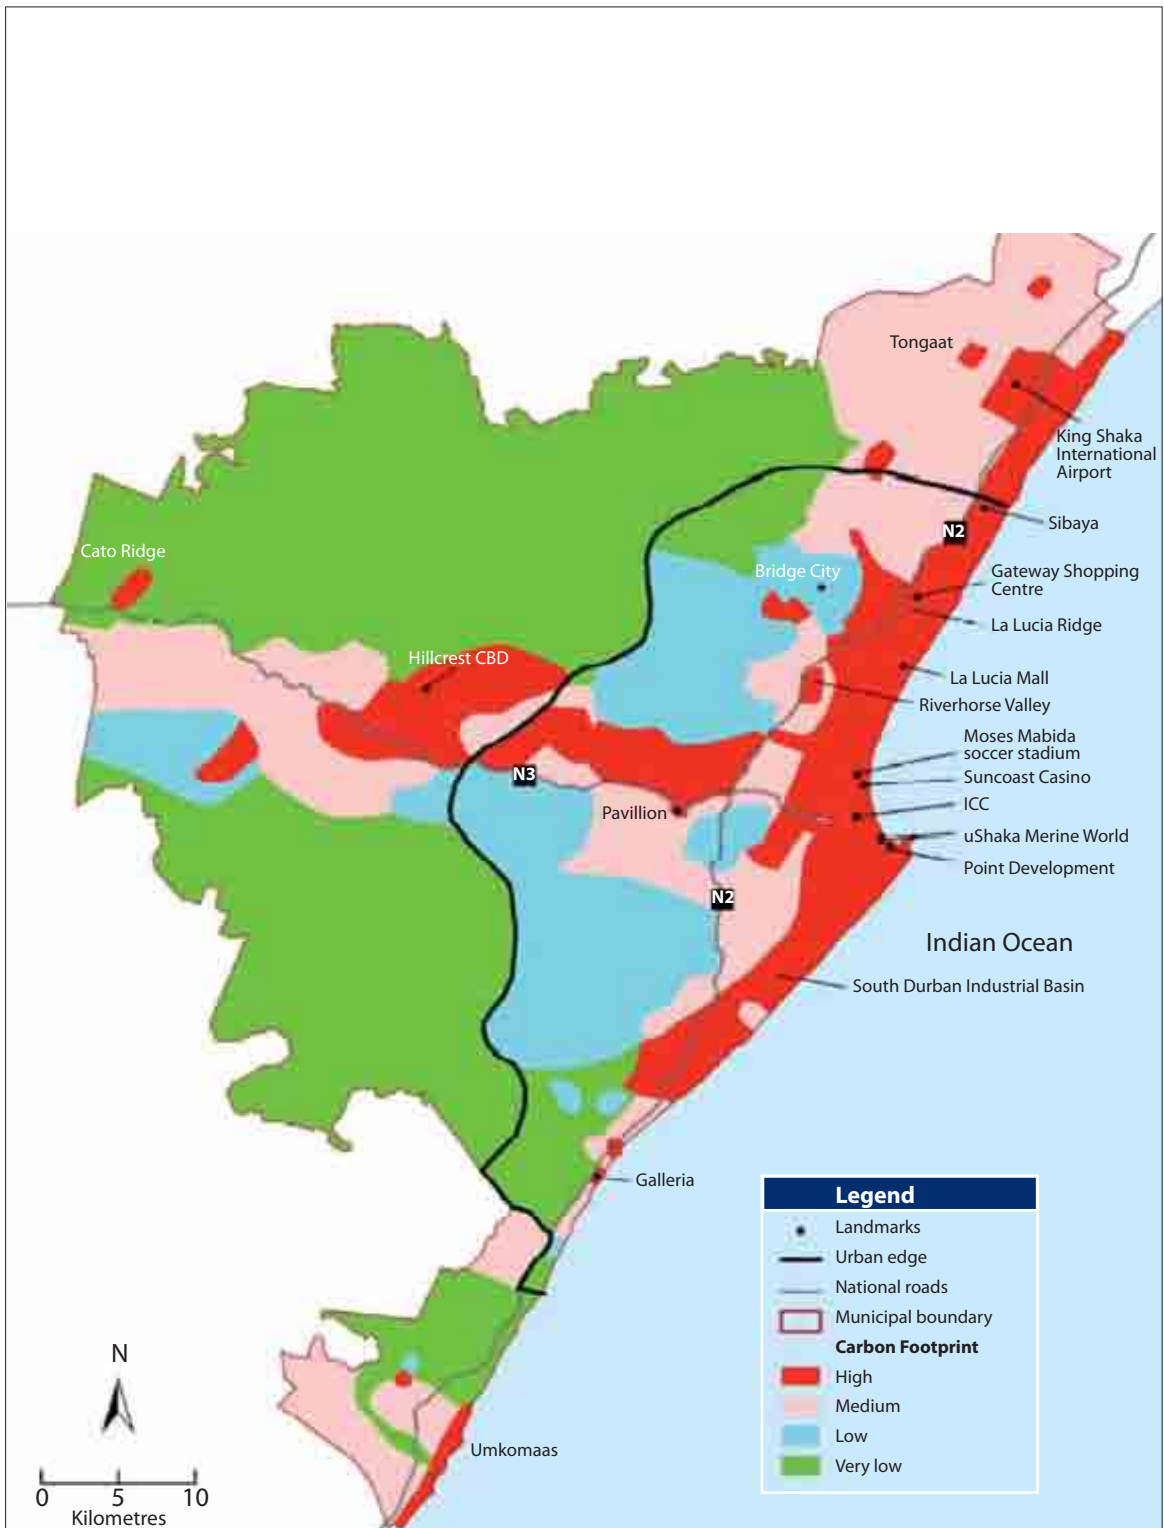 Tongaat
King Shaka
International
Airport
Sibaya
N2
Cato Ridge
Bridge City
Gateway Shopping
Centre
La Lucia Ridge
Hillcrest CBD
La Lucia Mall
Riverhorse Valley
Moses Mabida
soccer stadium
Suncoast Casino
N3
ICC
Pavillion
uShaka Merine World
Point Development
N2
Indian Ocean
South Durban Industrial Basin
Galleria
Legend
Landmarks
Urban edge
National roads
Municipal boundary
Carbon Footprint
High
Medium
Low
Very low
N
Umkomaas
0 5 10
Kilometres